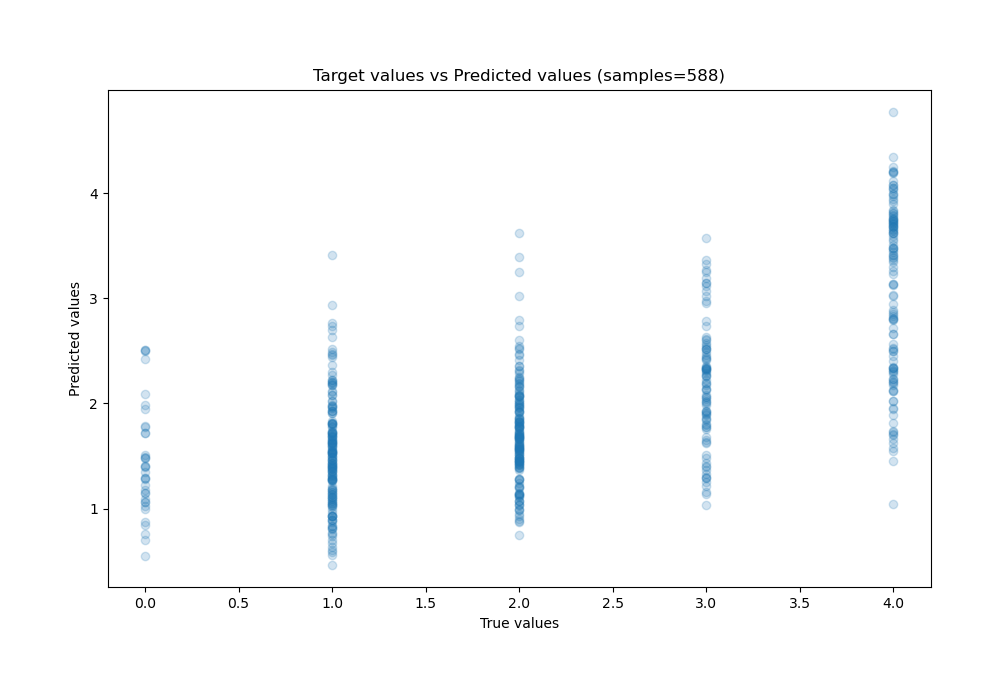 Target values vs Predicted values (samples=588)
Predicted values
4
3
2
1
0.0 0.5 1.0 1.5 2.0 2.5 3.0 3.5 4.0
True values